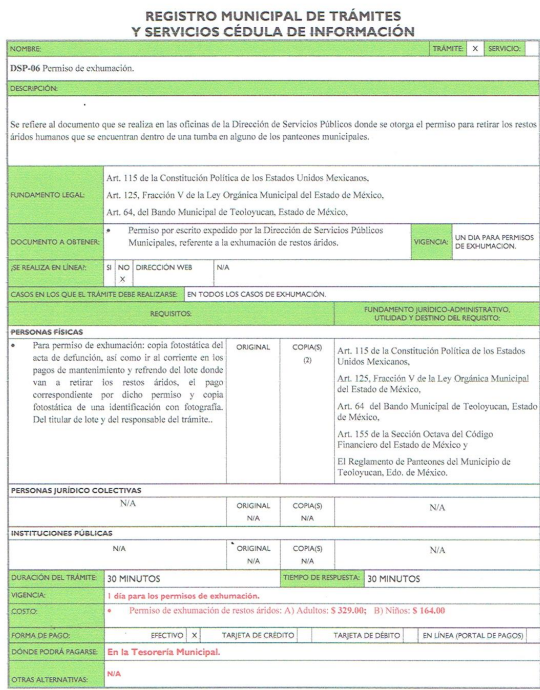 REGISTRO MUNICIPAL DE TRÁMITES
Y SERVICIOS CÉDULA DE INFORMACIÓN
NOMBRE: TRÁMITE: X SERVICIO:
DSP-06 Permiso de exhumación.
DESCRIPCIÓN:
Se refiere al documento que se realiza en las oficinas de la Dirección de Servicios Públicos donde se otorga el permiso para retirar los restos
áridos humanos que se encuentran dentro de una tumba en alguno de los panteones municipales.
FUNDAMENTO LEGAL:
Art. 115 de la Constitución Política de los Estados Unidos Mexicanos,
Art. 125, Fracción V de la Ley Orgánica Municipal del Estado de México,
Art. 64, del Bando Municipal de Teoloyucan, Estado de México,
DOCUMENTO A OBTENER:
• Permiso por escrito expedido por la Dirección de Servicios Públicos
Municipales, referente a la exhumación de restos áridos.
VIGENCIA:
UN DIA PARA PERMISOS
DE EXHUMACION.
¿SE REALIZA EN LÍNEA?: SI NO DIRECCIÓN WEB N/A
X
CASOS EN LOS QUE EL TRÁMITE DEBE REALIZARSE: EN TODOS LOS CASOS DE EXHUMACIÓN.
REQUISITOS:
FUNDAMENTO JURÍDICO-ADMINISTRATIVO,
UTILIDAD Y DESTINO DEL REQUISITO:
PERSONAS FÍSICAS
• Para permiso de exhumación: copia fotostática del
acta de defunción, así como ir al corriente en los
pagos de mantenimiento y refrendo del lote donde
van a retirar los restos áridos, el pago
correspondiente por dicho permiso y copia
fotostática de una identificación con fotografía.
Del titular de lote y del responsable del trámite..
ORIGINAL COPIA(S)
(2)
Art. 115 de la Constitución Política de los Estados
Unidos Mexicanos,
Art. 125, Fracción V de la Ley Orgánica Municipal
del Estado de México,
Art. 64 del Bando Municipal de Teoloyucan, Estado
de México,
Art. 155 de la Sección Octava del Código
Financiero del Estado de México y
El Reglamento de Panteones del Municipio de
Teoloyucan, Edo. de México.
PERSONAS JURÍDICO COLECTIVAS
N/A ORIGINAL COPIA(S) N/A
N/A N/A
INSTITUCIONES PÚBLICAS
N/A ORIGINAL COPIA(S) N/A
N/A N/A
DURACIÓN DEL TRÁMITE: 30 MINUTOS TIEMPO DE RESPUESTA: 30 MINUTOS
VIGENCIA: 1 día para los permisos de exhumación.
COSTO: • Permiso de exhumación de restos áridos: A) Adultos: $ 329.00; B) Niños: $ 164.00
FORMA DE PAGO: EFECTIVO X TARJETA DE CRÉDITO TARJETA DE DÉBITO EN LÍNEA (PORTAL DE PAGOS)
DÓNDE PODRÁ PAGARSE: En la Tesorería Municipal.
OTRAS ALTERNATIVAS: N/A